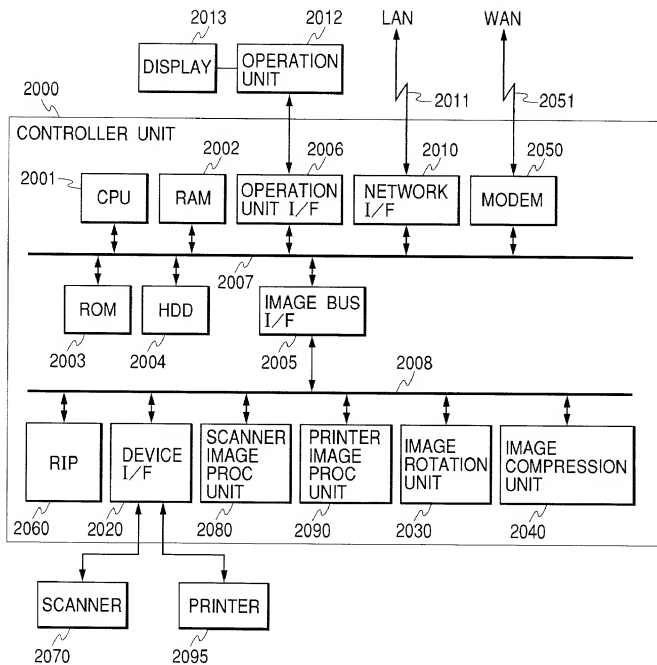 2013
2012
LAN
WAN
DISPLAY
OPERATION
UNIT
2011
2051
2000
CONTROLLER UNIT
2001
2002
2006
2010
2050
CPU
RAM
OPERATION
UNIT I/F
NETWORK
I/F
MODEM
2007
ROM
HDD
IMAGE BUS
I/F
2003
2004
2005
2008
RIP
DEVICE
I/F
SCANNER
IMAGE
PROC
UNIT
PRINTER
IMAGE
PROC
UNIT
IMAGE
ROTATION
UNIT
IMAGE
COMPRESSION
UNIT
2060
2020
2080
2090
2030
2040
SCANNER
PRINTER
2070
2095